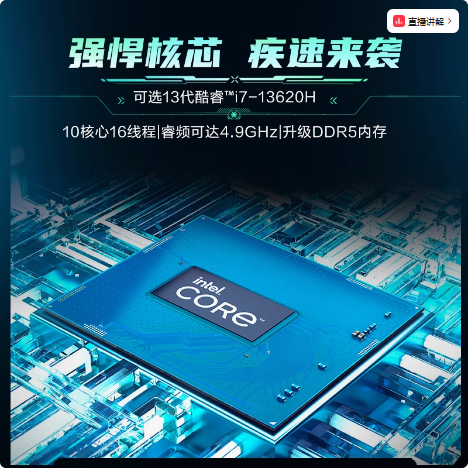 直播讲解
强悍核芯 疾速来袭
可选13代酷睿™i7-13620H
10核心16线程|睿频可达4.9GHz|升级DDR5内存
intel
CORE™